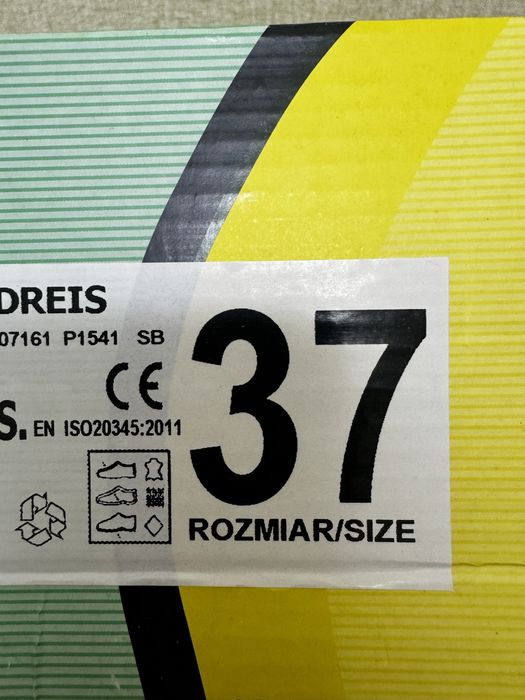 DREIS
07161 P1541 SB
CE
S. EN ISO20345:2011
37
ROZMIAR/SIZE